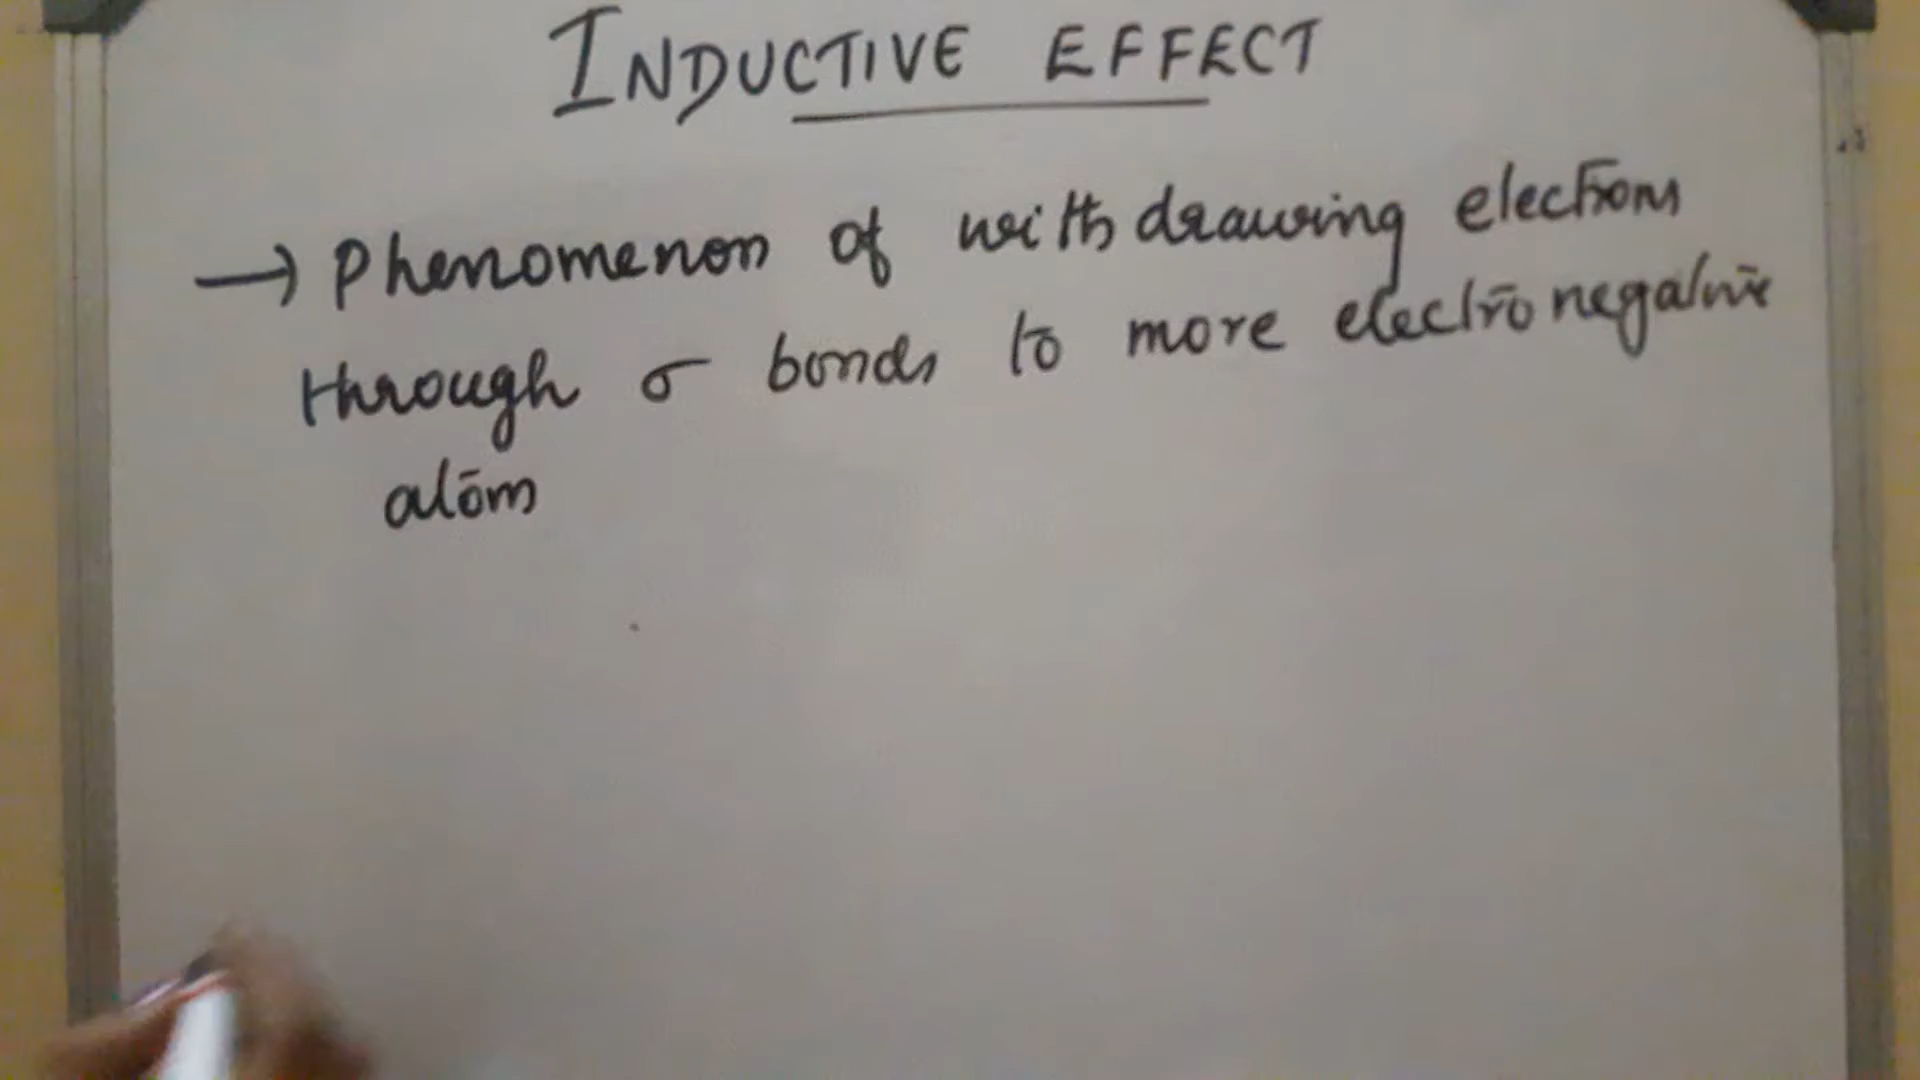 INDUCTIVE EFFECT
→ Phenomenon of withdrawing electrons
through σ bonds to more electronegative
atom